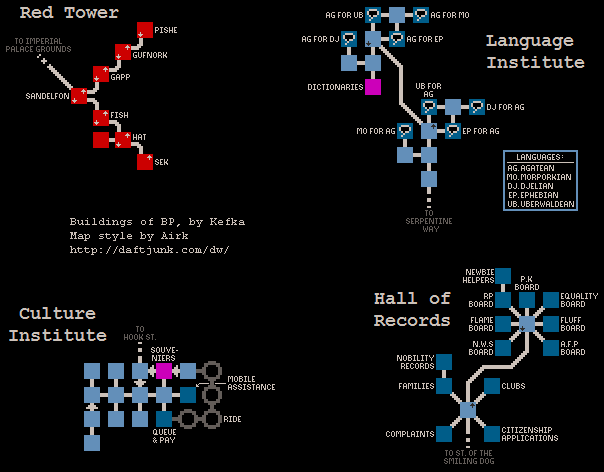 Red Tower
TO IMPERIAL
PALACE GROUNDS
PISHE
GUFNORK
GAPP
SANDELFON
FISH
HAT
SEK
Buildings of BP, by Kefka
Map style by Airk
http://daftjunk.com/dw/
Language
Institute
AG FOR UB
AG FOR MO
AG FOR DJ
AG FOR EP
DICTIONARIES
UB FOR
AG
DJ FOR AG
MO FOR AG
EP FOR AG
TO
SERPENTINE
WAY
LANGUAGES:
AG.AGATEAN
MO.MORPORKIAN
DJ.DJELIAN
EP.EPHEBIAN
UB.UBERWALDEAN
Culture
Institute
TO
HOOK ST.
SOUVE-
NIERS
MOBILE
ASSISTANCE
RIDE
QUEUE
& PAY
Hall of
Records
NEWBIE
HELPERS
P.K
BOARD
RP
BOARD
EQUALITY
BOARD
FLAME
BOARD
FLUFF
BOARD
N.W.S
BOARD
A.F.P
BOARD
NOBILITY
RECORDS
FAMILIES
CLUBS
COMPLAINTS
CITIZENSHIP
APPLICATIONS
TO ST. OF THE
SMILING DOG